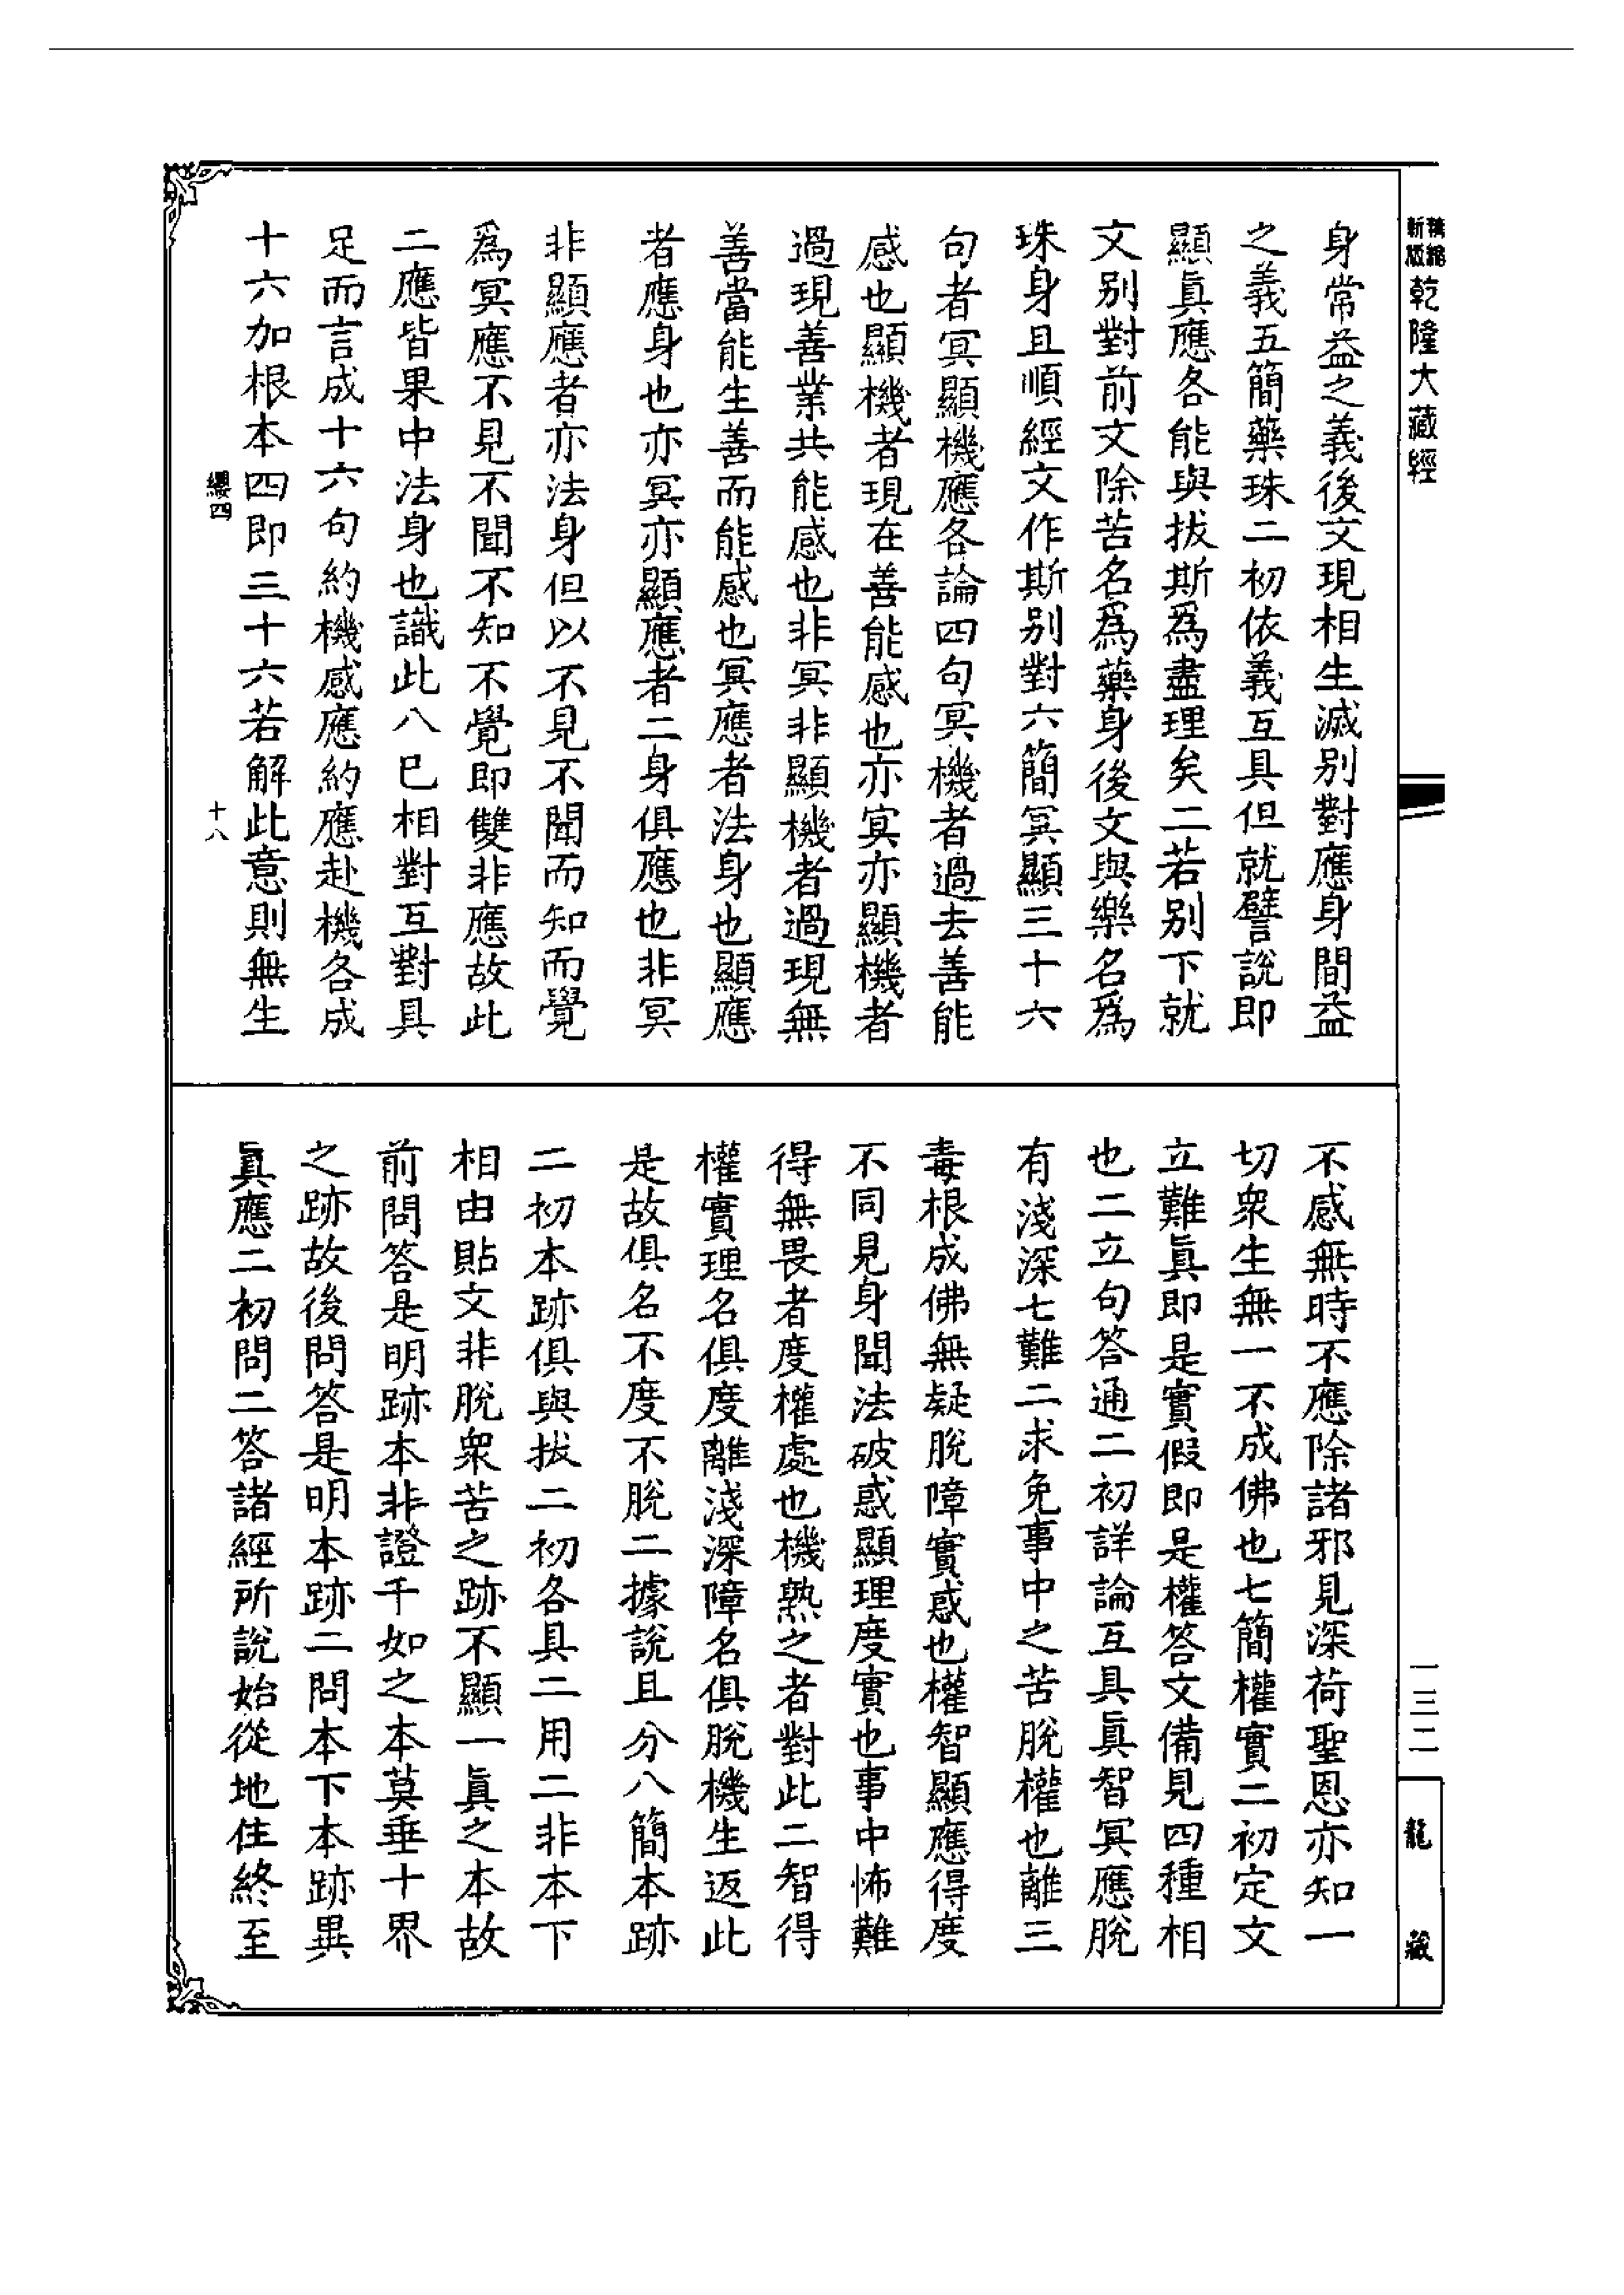 新版精縮乾隆大藏經
身常益之義後文現相生滅别對應身間益
之義五簡藥珠二初依義互具但就譬說即
顯眞應各能與拔斯爲盡理矣二若别下就
文别對前文除苦名爲藥身後文與樂名爲
珠身且順經文作斯别對六簡冥顯三十六
句者冥顯機應各論四句冥機者過去善能
感也顯機者現在善能感也亦冥亦顯機者
過現善業共能感也非冥非顯機者過現無
善當能生善而能感也冥應者法身也顯應
者應身也亦冥亦顯應者二身俱應也非冥
非顯應者亦法身但以不見不聞而知而覺
爲冥應不見不聞不知不覺即雙非應故此
二應皆果中法身也識此八巳相對互對具
足而言成十六句約機感應約應赴機各成
十六加根本四即三十六若解此意則無生
纓四 十八
不感無時不應除諸邪見深荷聖恩亦知一
切衆生無一不成佛也七簡權實二初定文
立難眞即是實假即是權答文備見四種相
也二立句答通二初詳論互具眞智冥應脫
有淺深七難二求免事中之苦脫權也離三
毒根成佛無疑脫障實惑也權智顯應得度
不同見身聞法破惑顯理度實也事中怖難
得無畏者度權處也機熟之者對此二智得
權實理名俱度離淺深障名俱脫機生返此
是故俱名不度不脫二據說且分八簡本跡
二初本跡俱與拔二初各具二用二非本下
相由貼文非脫衆苦之跡不顯一眞之本故
前問答是明跡本非證千如之本莫垂十界
之跡故後問答是明本跡二問本下本跡異
眞應二初問二答諸經所說始從地住終至
一三二
龍藏